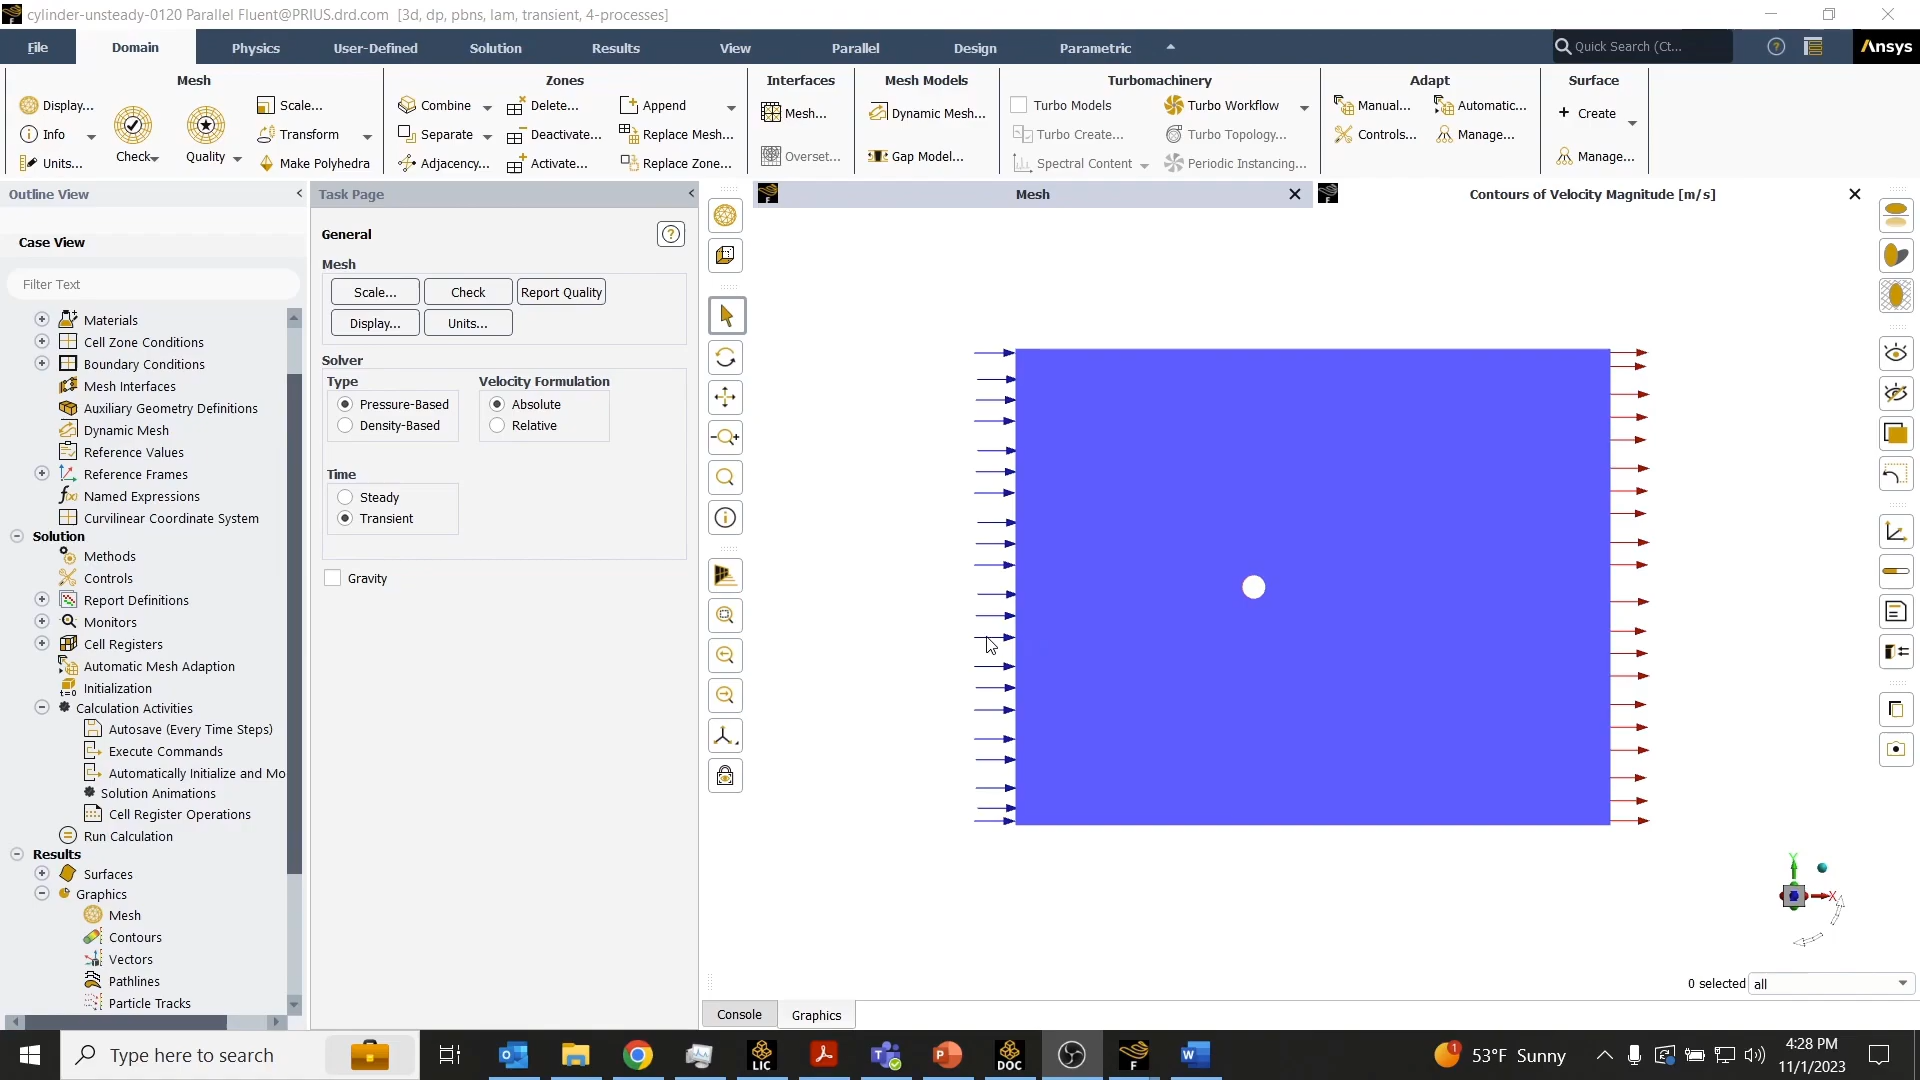 cylinder-unsteady-0120 Parallel Fluent@PRIUS.drd.com [3d, dp, pbns, lam, transient, 4-processes]
File Domain Physics User-Defined Solution Results View Parallel Design Parametric Quick Search (Ct... Ansys
Mesh Zones Interfaces Mesh Models Turbomachinery Adapt Surface
Display... Scale... Combine Delete... Append Mesh... Dynamic Mesh... Turbo Models Turbo Workflow Manual... Automatic... Create
Info Transform Separate Deactivate... Replace Mesh... Turbo Create... Turbo Topology... Controls... Manage...
Units... Check Quality Make Polyhedra Adjacency... Activate... Replace Zone... Overset... Gap Model... Spectral Content Periodic Instancing... Manage...
Outline View
Task Page
Mesh
Contours of Velocity Magnitude [m/s]
Case View
Filter Text
Materials
Cell Zone Conditions
Boundary Conditions
Mesh Interfaces
Auxiliary Geometry Definitions
Dynamic Mesh
Reference Values
Reference Frames
Named Expressions
Curvilinear Coordinate System
Solution
Methods
Controls
Report Definitions
Monitors
Cell Registers
Automatic Mesh Adaption
Initialization
Calculation Activities
Autosave (Every Time Steps)
Execute Commands
Automatically Initialize and Mo
Solution Animations
Cell Register Operations
Run Calculation
Results
Surfaces
Graphics
Mesh
Contours
Vectors
Pathlines
Particle Tracks
General
Mesh
Scale... Check Report Quality
Display... Units...
Solver
Type Velocity Formulation
Pressure-Based Absolute
Density-Based Relative
Time
Steady
Transient
Gravity
Y
X
0 selected all
Console Graphics
Type here to search
LIC
DOC
53°F Sunny
4:28 PM
11/1/2023